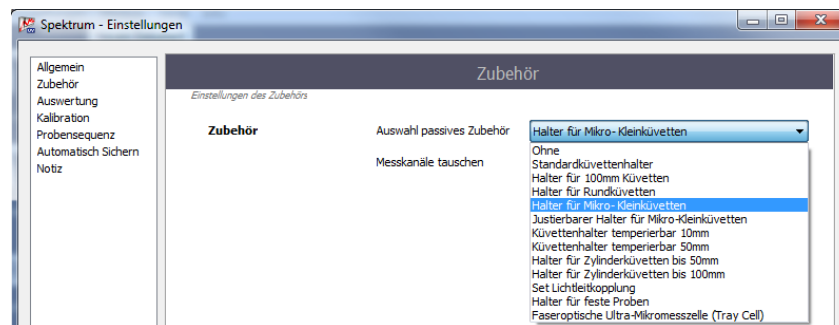 Spektrum - Einstellungen
Allgemein
Zubehör
Auswertung
Kalibration
Probensequenz
Automatisch Sichern
Notiz
Zubehör
Einstellungen des Zubehörs
Zubehör
Auswahl passives Zubehör
Halter für Mikro- Kleinküvetten
Messkanäle tauschen
Ohne
Standardküvettenhalter
Halter für 100mm Küvetten
Halter für Rundküvetten
Halter für Mikro- Kleinküvetten
Justierbarer Halter für Mikro-Kleinküvetten
Küvettenhalter temperierbar 10mm
Küvettenhalter temperierbar 50mm
Halter für Zylinderküvetten bis 50mm
Halter für Zylinderküvetten bis 100mm
Set Lichtleitkopplung
Halter für feste Proben
Faseroptische Ultra-Mikromesszelle (Tray Cell)